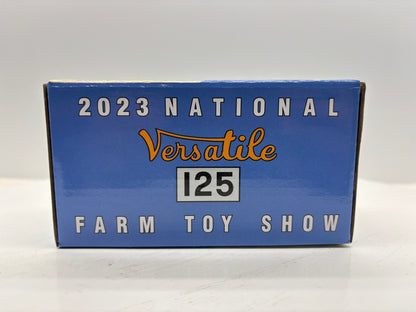 2023 NATIONAL
Versatile
125
FARM TOY SHOW